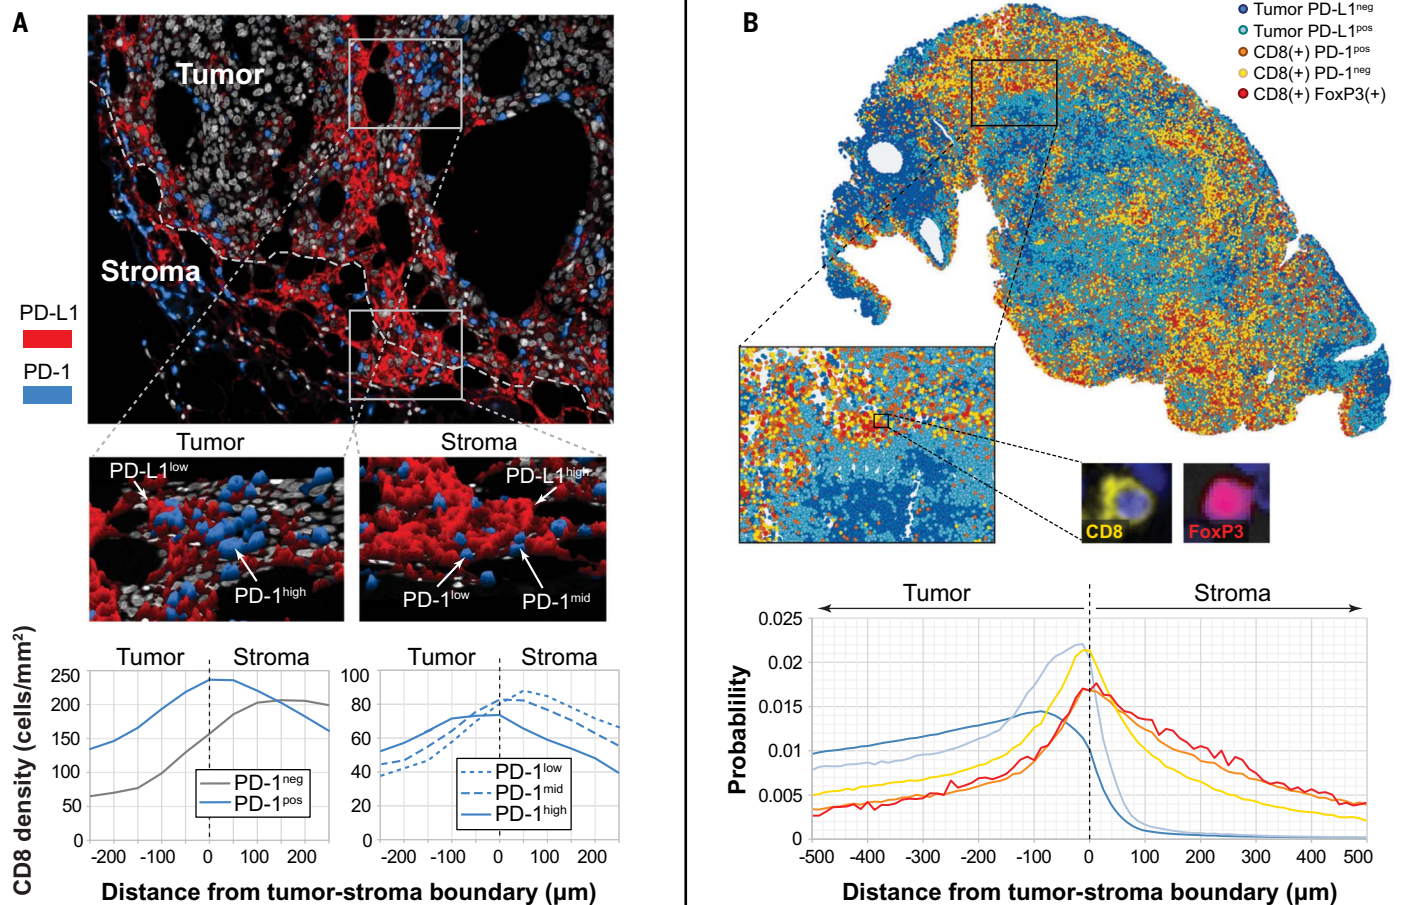 A
Tumor
Stroma
PD-L1
PD-1
Tumor
Stroma
PD-L1low
PD-1high
PD-L1high
PD-1low
PD-1mid
CD8 density (cells/mm2)
Tumor
Stroma
250
200
150
100
50
0
-200
-100
0
100
200
PD-1neg
PD-1pos
Tumor
Stroma
100
80
60
40
20
0
-200
-100
0
100
200
PD-1low
PD-1mid
PD-1high
Distance from tumor-stroma boundary (µm)
B
Tumor PD-L1neg
Tumor PD-L1pos
CD8(+) PD-1pos
CD8(+) PD-1neg
CD8(+) FoxP3(+)
CD8
FoxP3
Tumor
Stroma
Probablility
0.025
0.02
0.015
0.01
0.005
0
-500
-400
-300
-200
-100
0
100
200
300
400
500
Distance from tumor-stroma boundary (µm)